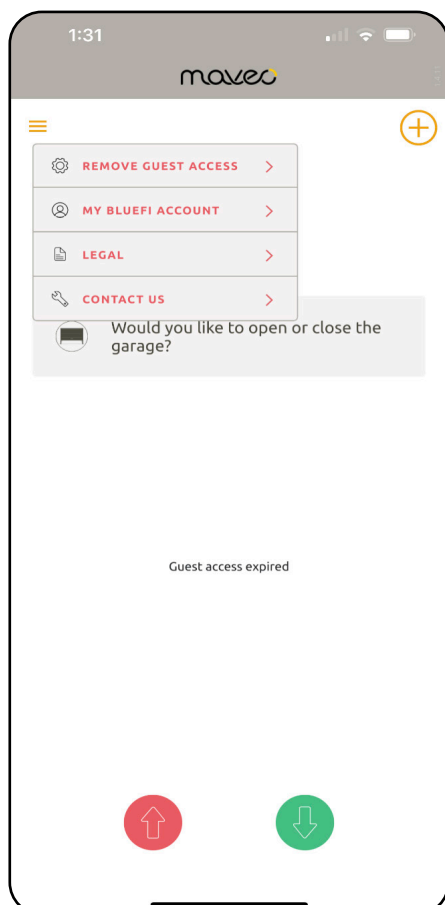 1:31
maveo
REMOVE GUEST ACCESS
MY BLUEFI ACCOUNT
LEGAL
CONTACT US
Would you like to open or close the
garage?
Guest access expired